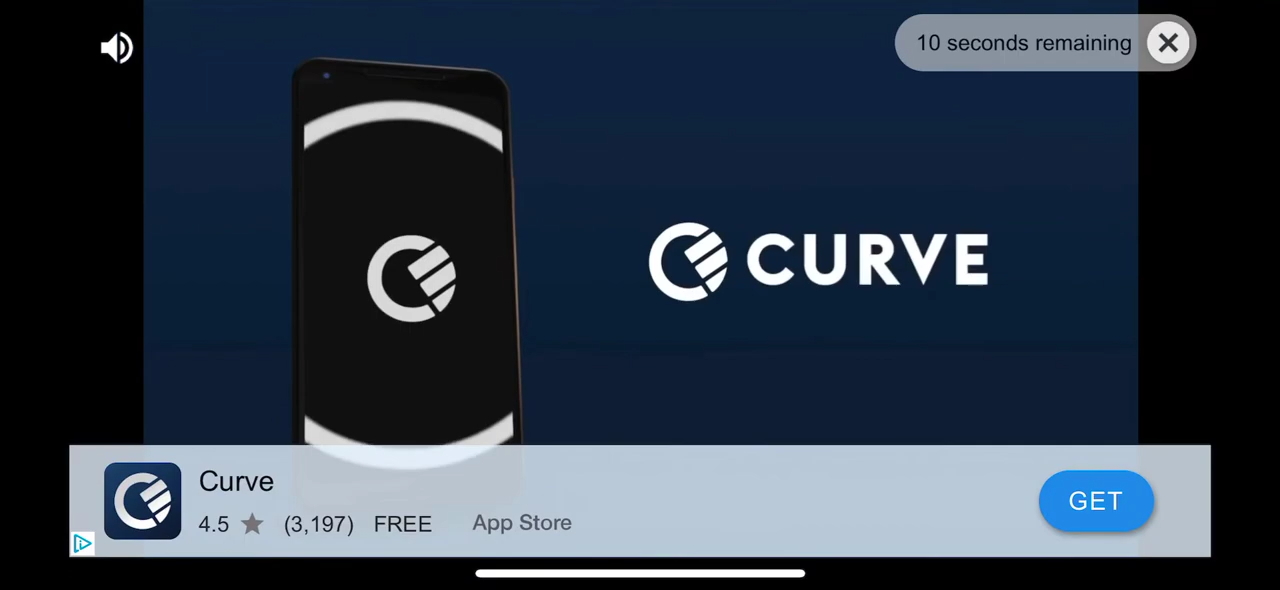 10 seconds remaining
CURVE
Curve
4.5 ★ (3,197) FREE App Store
GET